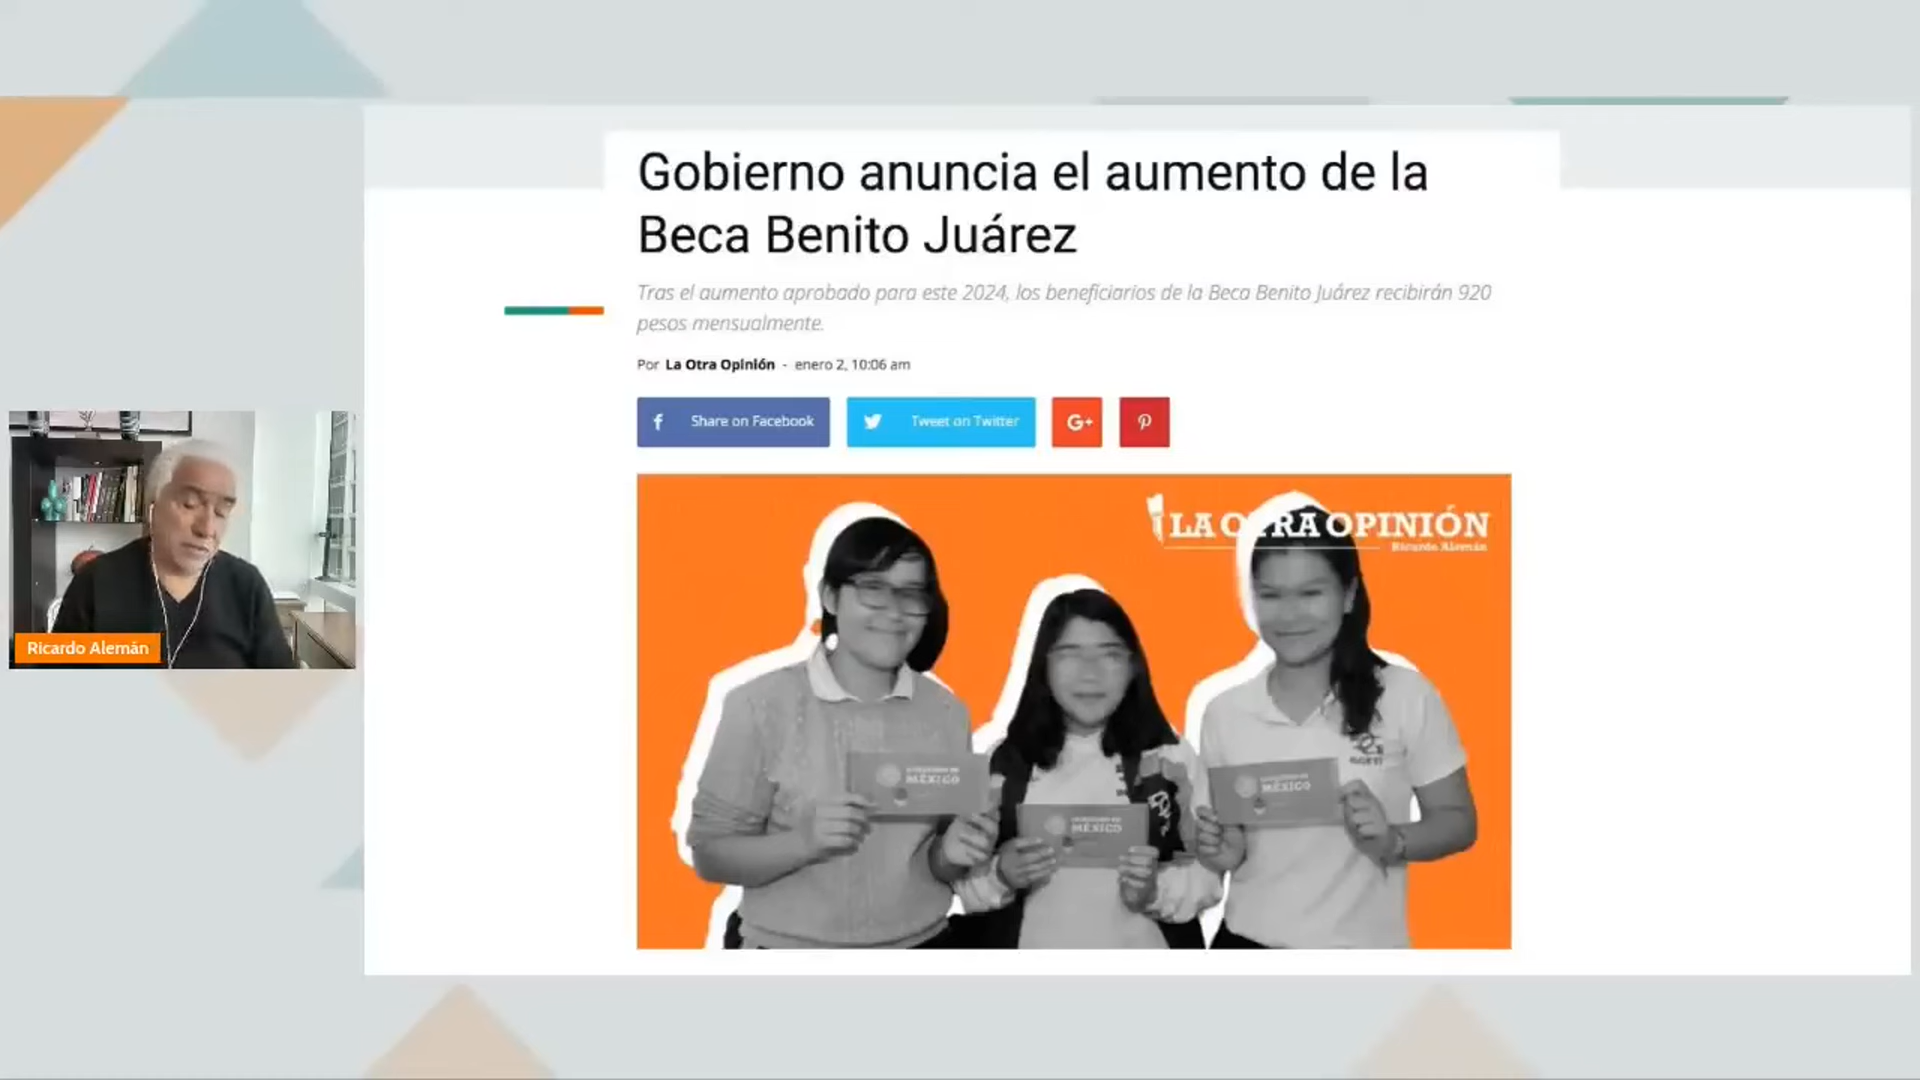 Gobierno anuncia el aumento de la
Beca Benito Juárez
Tras el aumento aprobado para este 2024, los beneficiarios de la Beca Benito Juárez recibirán 920
pesos mensualmente.
Por La Otra Opinión - enero 2, 10:06 am
f Share on Facebook
Tweet on Twitter
G+
LA OTRA OPINIÓN
Ricardo Alemán
Ricardo Alemán
MÉXICO
MÉXICO
MÉXICO